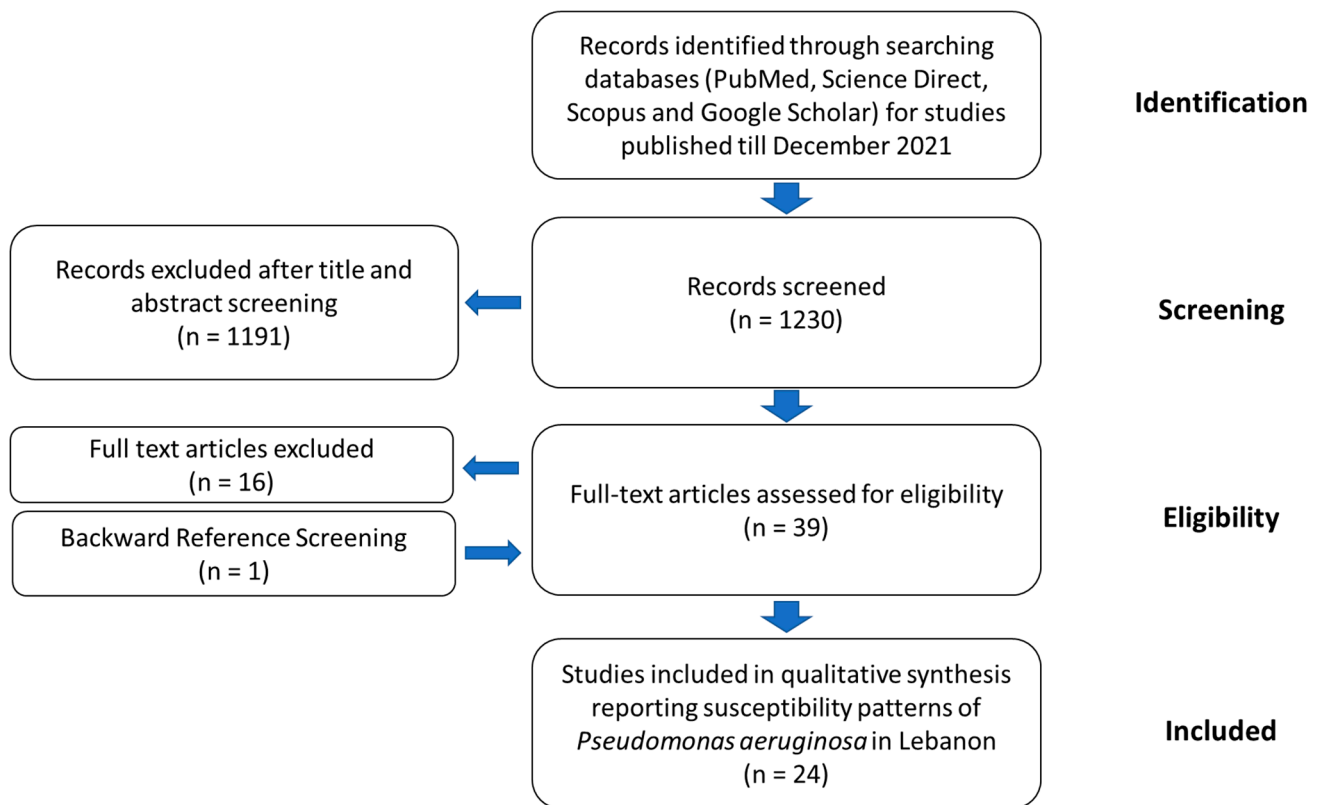 Records identified through searching
databases (PubMed, Science Direct,
Scopus and Google Scholar) for studies
published till December 2021
Identification
Records excluded after title and
abstract screening
(n = 1191)
Records screened
(n = 1230)
Screening
Full text articles excluded
(n = 16)
Backward Reference Screening
(n = 1)
Full-text articles assessed for eligibility
(n = 39)
Eligibility
Studies included in qualitative synthesis
reporting susceptibility patterns of
Pseudomonas aeruginosa in Lebanon
(n = 24)
Included